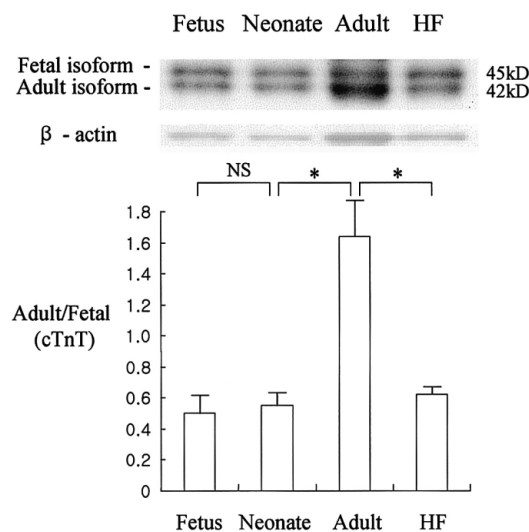 Fetus Neonate Adult HF
Fetal isoform - 45kD
Adult isoform - 42kD
β - actin
NS * *
1.8
1.6
1.4
1.2
1.0
0.8
0.6
0.4
0.2
0
Adult/Fetal
(cTnT)
Fetus Neonate Adult HF